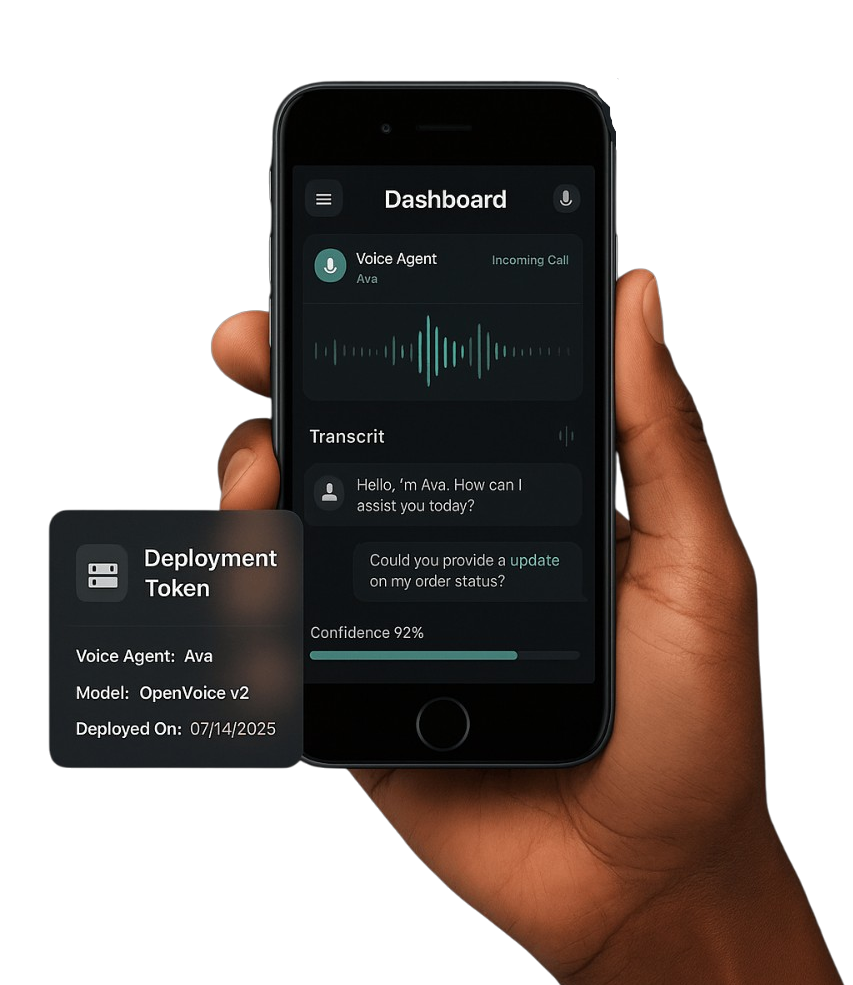 Dashboard
Voice Agent
Incoming Call
Ava
Transcrit
Hello, ‘m Ava. How can I
assist you today?
Could you provide a update
on my order status?
Confidence 92%
Deployment
Token
Voice Agent: Ava
Model: OpenVoice v2
Deployed On: 07/14/2025